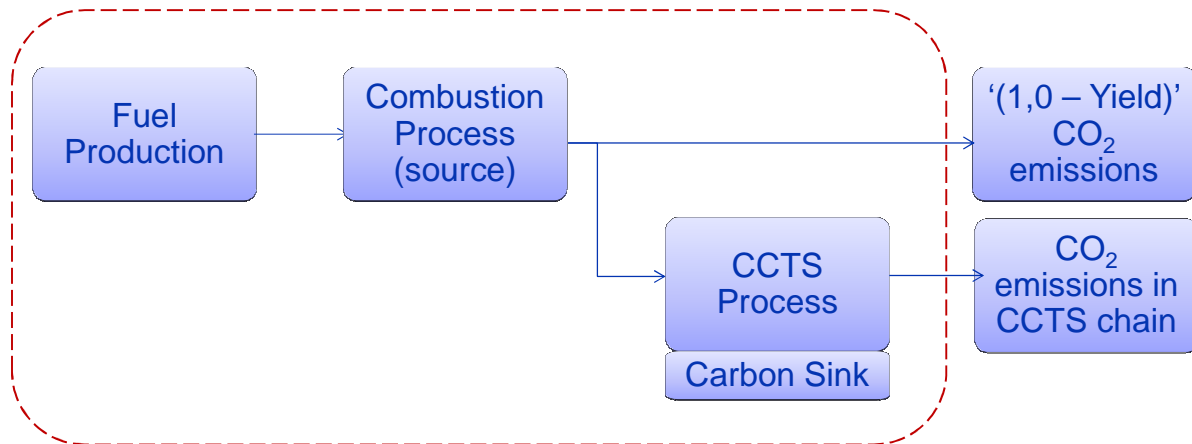 Fuel
Production
Combustion
Process
(source)
‘(1,0 – Yield)’
CO₂
emissions
CCTS
Process
Carbon Sink
CO₂
emissions in
CCTS chain